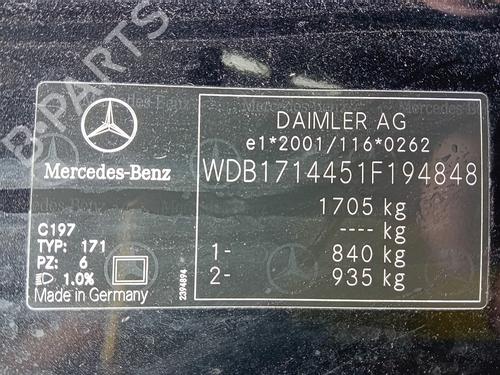 B-PARTS
DAIMLER AG
e1*2001/116*0262
Mercedes-Benz
WDB1714451F194848
1705 kg
---- kg
1- 840 kg
2- 935 kg
C197
TYP: 171
PZ: 6
1.0%
Made in Germany
2394894